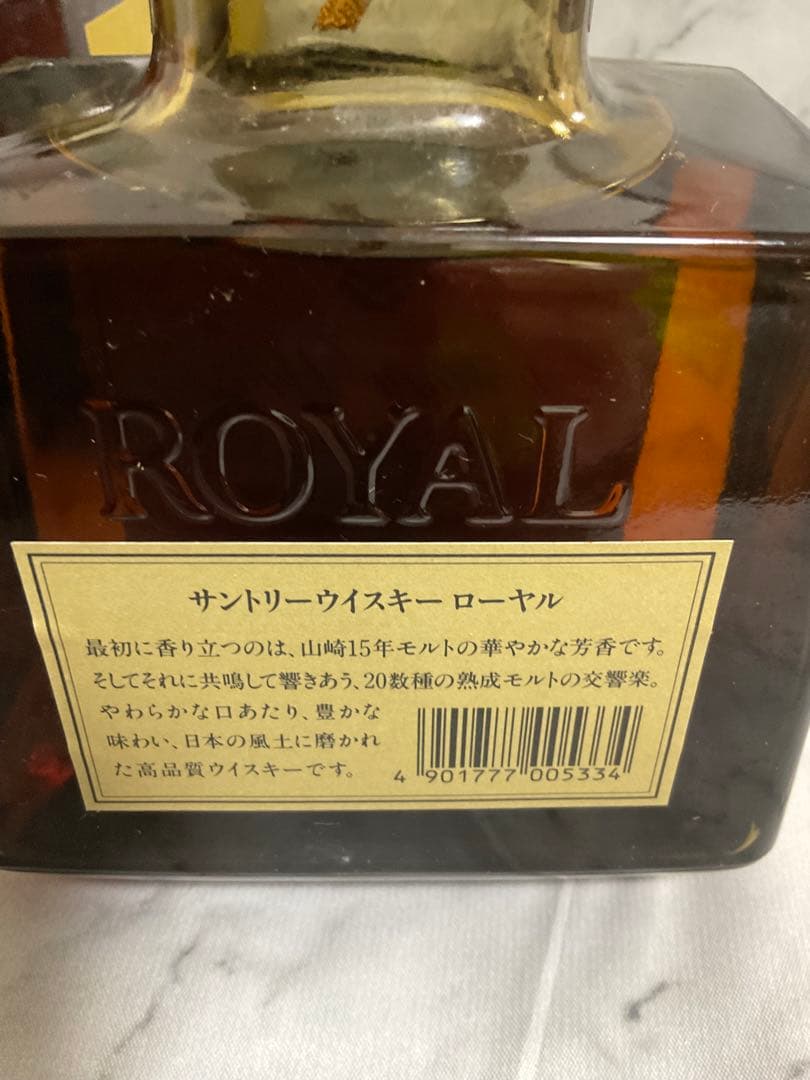 ROYAL
サントリーウイスキー ローヤル
最初に香り立つのは、山崎15年モルトの華やかな芳香です。
そしてそれに共鳴して響きあう、20数種の熟成モルトの交響楽。
やわらかな口あたり、豊かな
味わい、日本の風土に磨かれ
た高品質ウイスキーです。
4 901777 005334